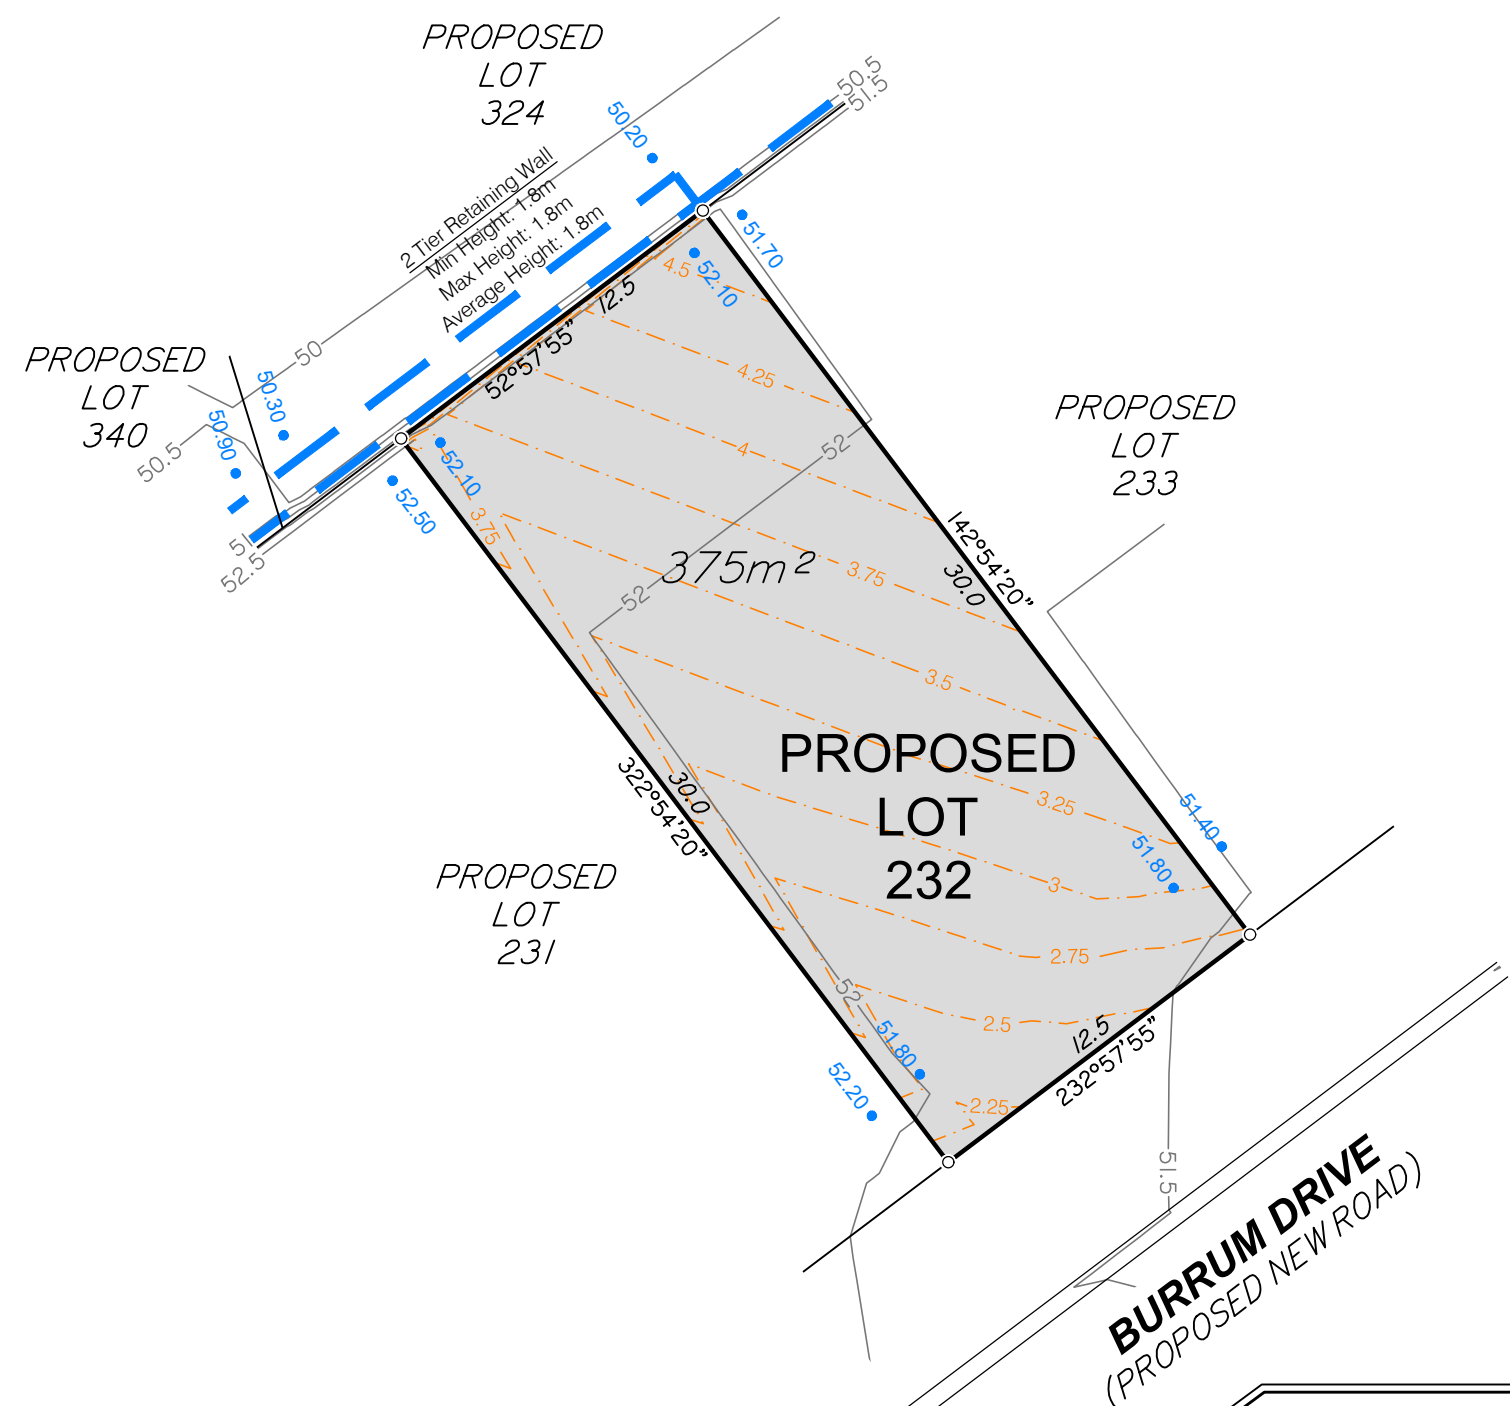 PROPOSED
LOT
324
50.5
51.5
50.20
2 Tier Retaining Wall
Min Height: 1.8m
Max Height: 1.8m
Average Height: 1.8m
51.70
52.10
4.5
12.5
52°57'55"
50
PROPOSED
LOT
340
50.30
50.90
50.5
51
52.5
52.10
52.50
4.25
4
52
PROPOSED
LOT
233
3.75
142°54'20"
30.0
375m²
3.75
52
3.5
PROPOSED
LOT
232
3.25
30.0
322°54'20"
51.40
51.80
3
PROPOSED
LOT
231
2.75
52
2.5
51.80
52.20
12.5
232°57'55"
2.25
51.5
BURRUM DRIVE
(PROPOSED NEW ROAD)